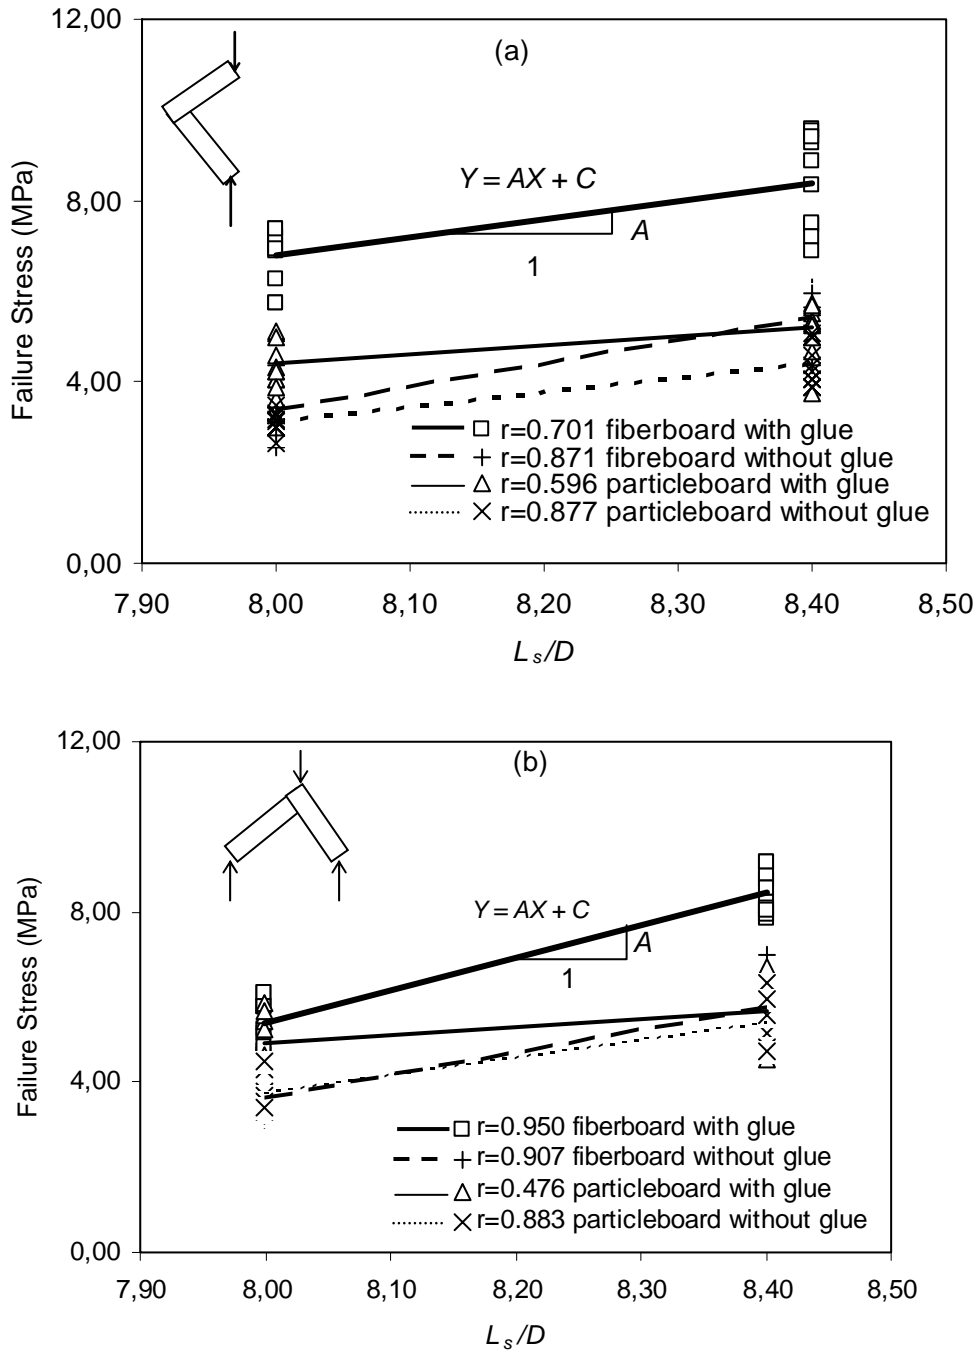 12,00
(a)
8,00
Y = AX + C
A
1
4,00
r=0.701 fiberboard with glue
r=0.871 fibreboard without glue
r=0.596 particleboard with glue
r=0.877 particleboard without glue
0,00
7,90 8,00 8,10 8,20 8,30 8,40 8,50
Failure Stress (MPa)
Ls/D
12,00
(b)
8,00
Y = AX + C
A
1
4,00
r=0.950 fiberboard with glue
r=0.907 fiberboard without glue
r=0.476 particleboard with glue
r=0.883 particleboard without glue
0,00
7,90 8,00 8,10 8,20 8,30 8,40 8,50
Failure Stress (MPa)
Ls/D